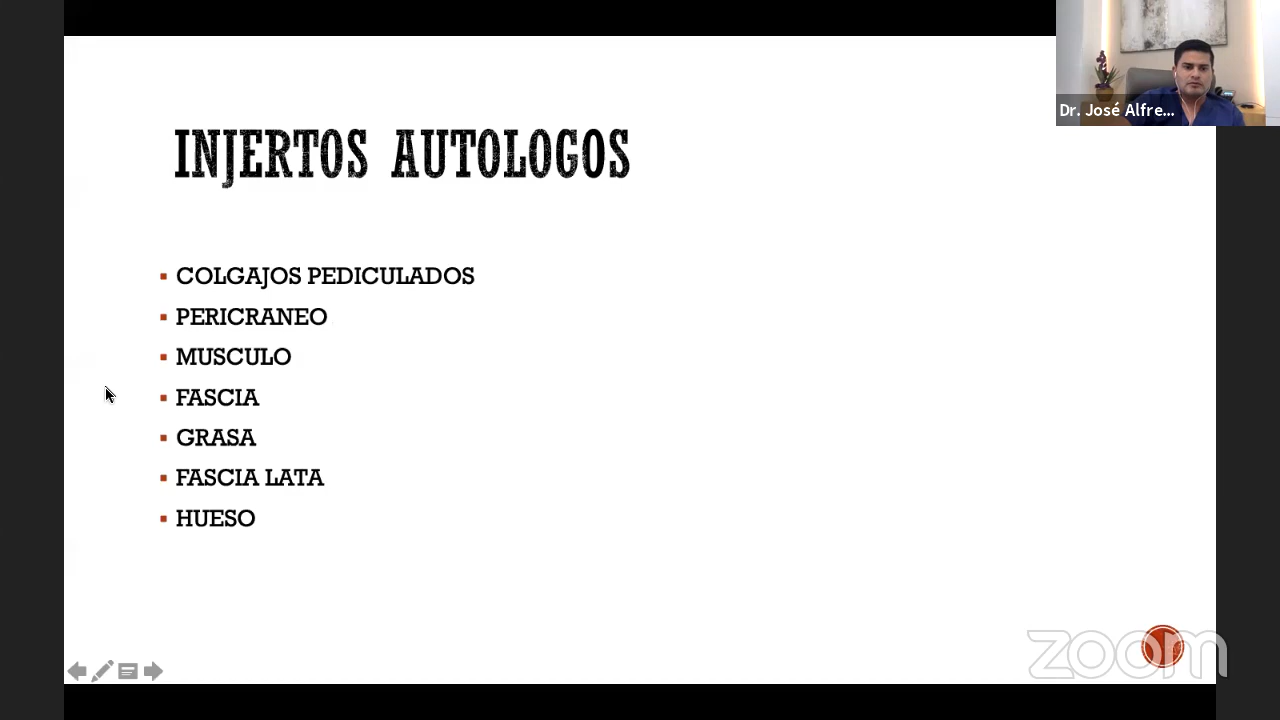 INJERTOS AUTOLOGOS
Dr. José Alfre...
COLGAJOS PEDICULADOS
PERICRANEO
MUSCULO
FASCIA
GRASA
FASCIA LATA
HUESO
zoom